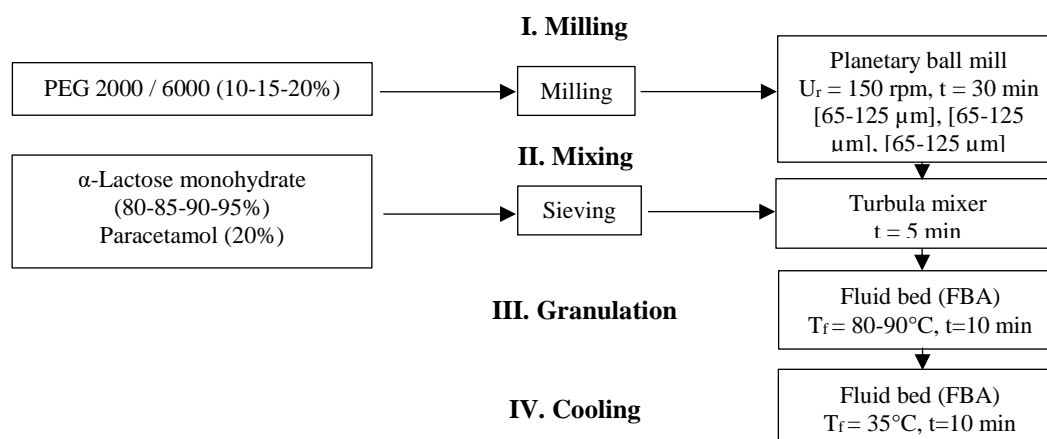 I. Milling
PEG 2000 / 6000 (10-15-20%)
Milling
Planetary ball mill
Ur = 150 rpm, t = 30 min
[65-125 µm], [65-125
µm], [65-125 µm]
II. Mixing
α-Lactose monohydrate
(80-85-90-95%)
Paracetamol (20%)
Sieving
Turbula mixer
t = 5 min
III. Granulation
Fluid bed (FBA)
Tf = 80-90°C, t=10 min
IV. Cooling
Fluid bed (FBA)
Tf = 35°C, t=10 min